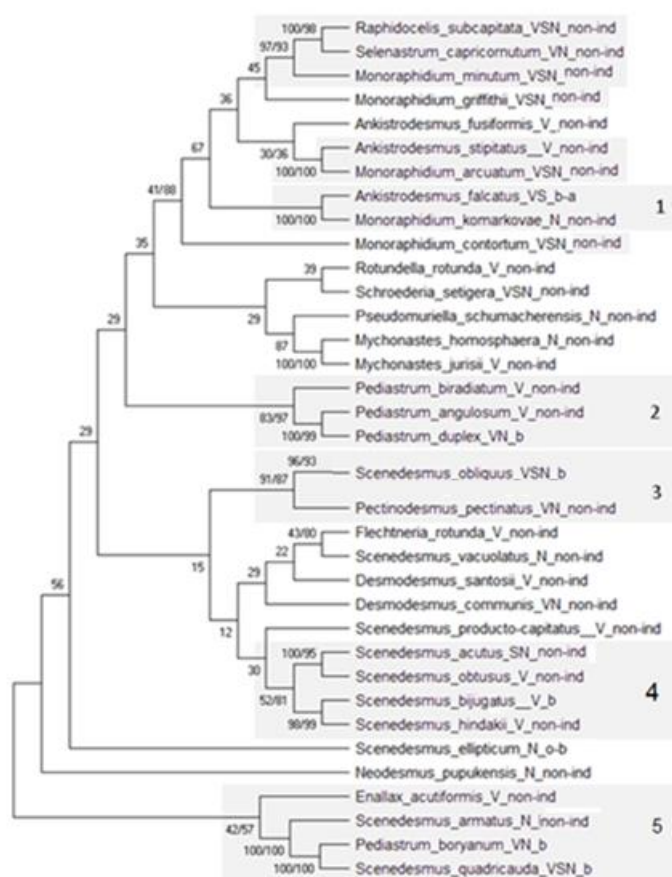 100/98
Raphidocelis_subcapitata_VSN_non-ind
97/93
Selenastrum_capricornutum_VN_non-ind
45
Monoraphidium_minutum_VSN_non-ind
36
Monoraphidium_griffithii_VSN_non-ind
Ankistrodesmus_fusiformis_V_non-ind
67
30/36
Ankistrodesmus_stipitatus__V_non-ind
100/100
Monoraphidium_arcuatum_VSN_non-ind
41/88
Ankistrodesmus_falcatus_VS_b-a
1
100/100
Monoraphidium_komarkovae_N_non-ind
35
Monoraphidium_contortum_VSN_non-ind
39
Rotundella_rotunda_V_non-ind
Schroederia_setigera_VSN_non-ind
29
29
Pseudomuriella_schumacherensis_N_non-ind
87
Mychonastes_homosphaera_N_non-ind
100/100
Mychonastes_jurisii_V_non-ind
Pediastrum_biradiatum_V_non-ind
83/97
Pediastrum_angulosum_V_non-ind
2
29
100/99
Pediastrum_duplex_VN_b
96/93
Scenedesmus_obliquus_VSN_b
91/87
3
Pectinodesmus_pectinatus_VN_non-ind
43/80
Flechtneria_rotunda_V_non-ind
22
Scenedesmus_vacuolatus_N_non-ind
15
29
Desmodesmus_santosii_V_non-ind
56
Desmodesmus_communis_VN_non-ind
12
Scenedesmus_producto-capitatus__V_non-ind
100/95
Scenedesmus_acutus_SN_non-ind
30
Scenedesmus_obtusus_V_non-ind
4
52/81
Scenedesmus_bijugatus__V_b
98/99
Scenedesmus_hindakii_V_non-ind
Scenedesmus_ellipticum_N_o-b
Neodesmus_pupukensis_N_non-ind
Enallax_acutiformis_V_non-ind
42/57
Scenedesmus_armatus_N_inon-ind
5
100/100
Pediastrum_boryanum_VN_b
100/100
Scenedesmus_quadricauda_VSN_b